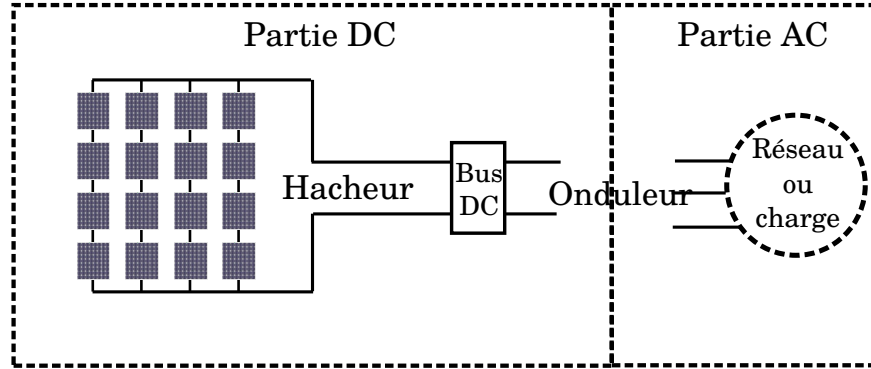 Partie DC
Partie AC
Hacheur
Bus
DC
Onduleur
Réseau
ou
charge